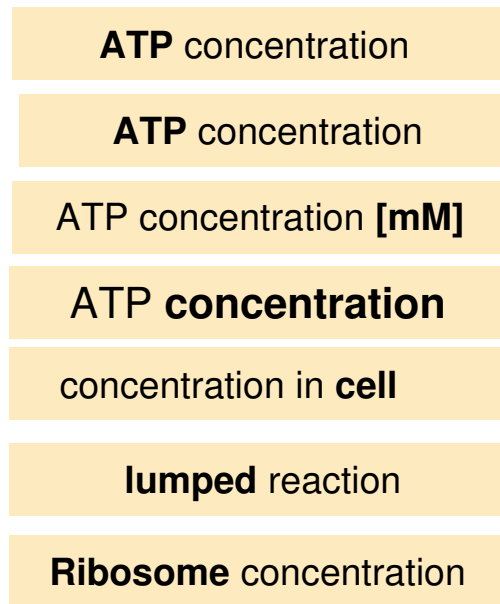 ATP concentration
ATP concentration
ATP concentration [mM]
ATP concentration
concentration in cell
lumped reaction
Ribosome concentration